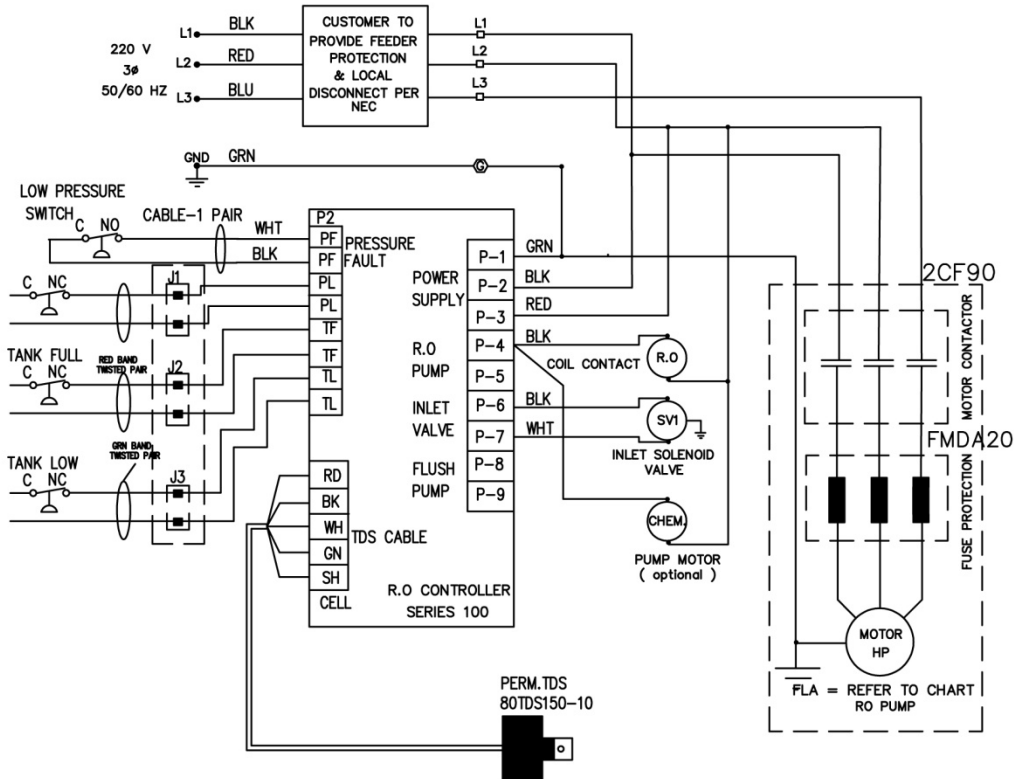 L1 BLK
L2 RED
L3 BLU
220 V
3ø
50/60 HZ
CUSTOMER TO
PROVIDE FEEDER
PROTECTION
& LOCAL
DISCONNECT PER
NEC
L1
L2
L3
GND GRN
G
LOW PRESSURE
SWITCH
C NO
CABLE-1 PAIR
WHT
BLK
C NC
J1
TANK FULL
C NC
RED BAND
TWISTED PAIR
J2
GRN BAND
TWISTED PAIR
TANK LOW
C NC
J3
P2
PF
PF
PL
PL
TF
TF
TL
TL
PRESSURE
FAULT
RD
BK
WH
GN
SH
TDS CABLE
CELL
POWER
SUPPLY
R.O
PUMP
INLET
VALVE
FLUSH
PUMP
P-1
P-2
P-3
P-4
P-5
P-6
P-7
P-8
P-9
R.O CONTROLLER
SERIES 100
GRN
BLK
RED
BLK
COIL CONTACT
R.O
BLK
WHT
SV1
INLET SOLENOID
VALVE
CHEM.
PUMP MOTOR
( optional )
2CF90
MOTOR CONTACTOR
FMDA20
FUSE PROTECTION
MOTOR
HP
FLA = REFER TO CHART
RO PUMP
PERM.TDS
80TDS150-10